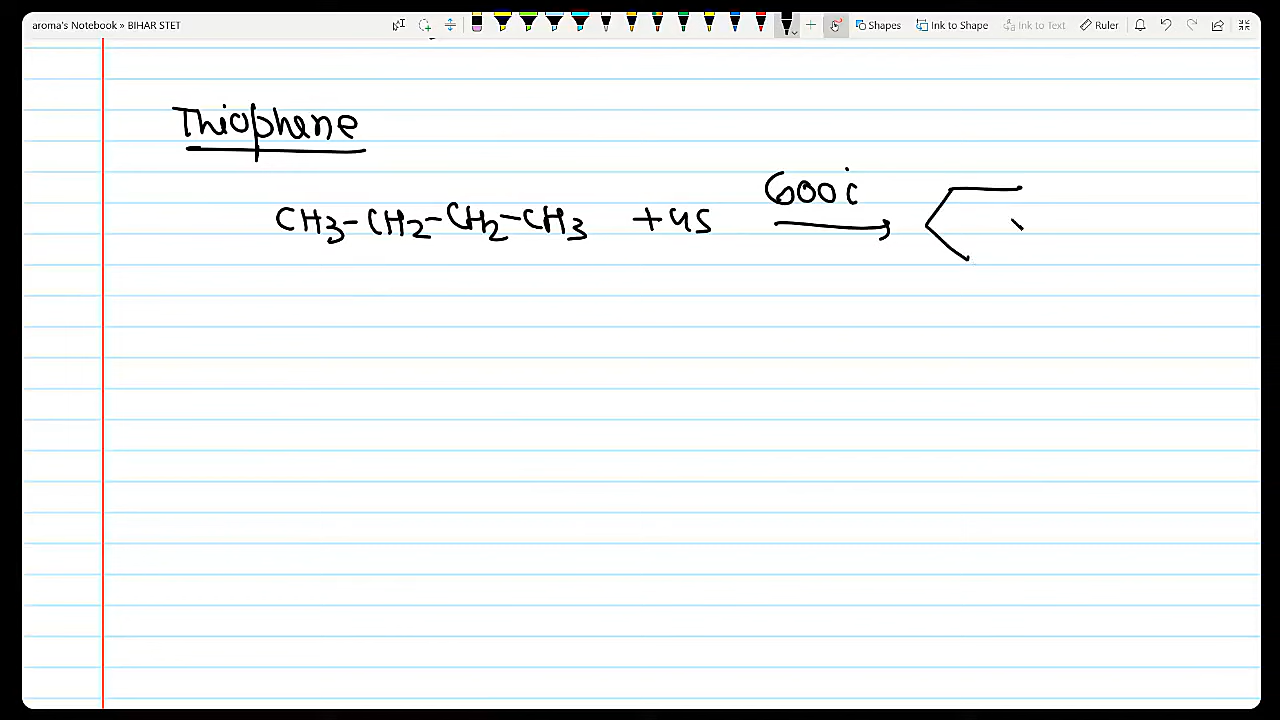 aroma's Notebook » BIHAR STET
Shapes
Ink to Shape
Ink to Text
Ruler
Thiophene
600°C
CH3-CH2-CH2-CH3 +4S